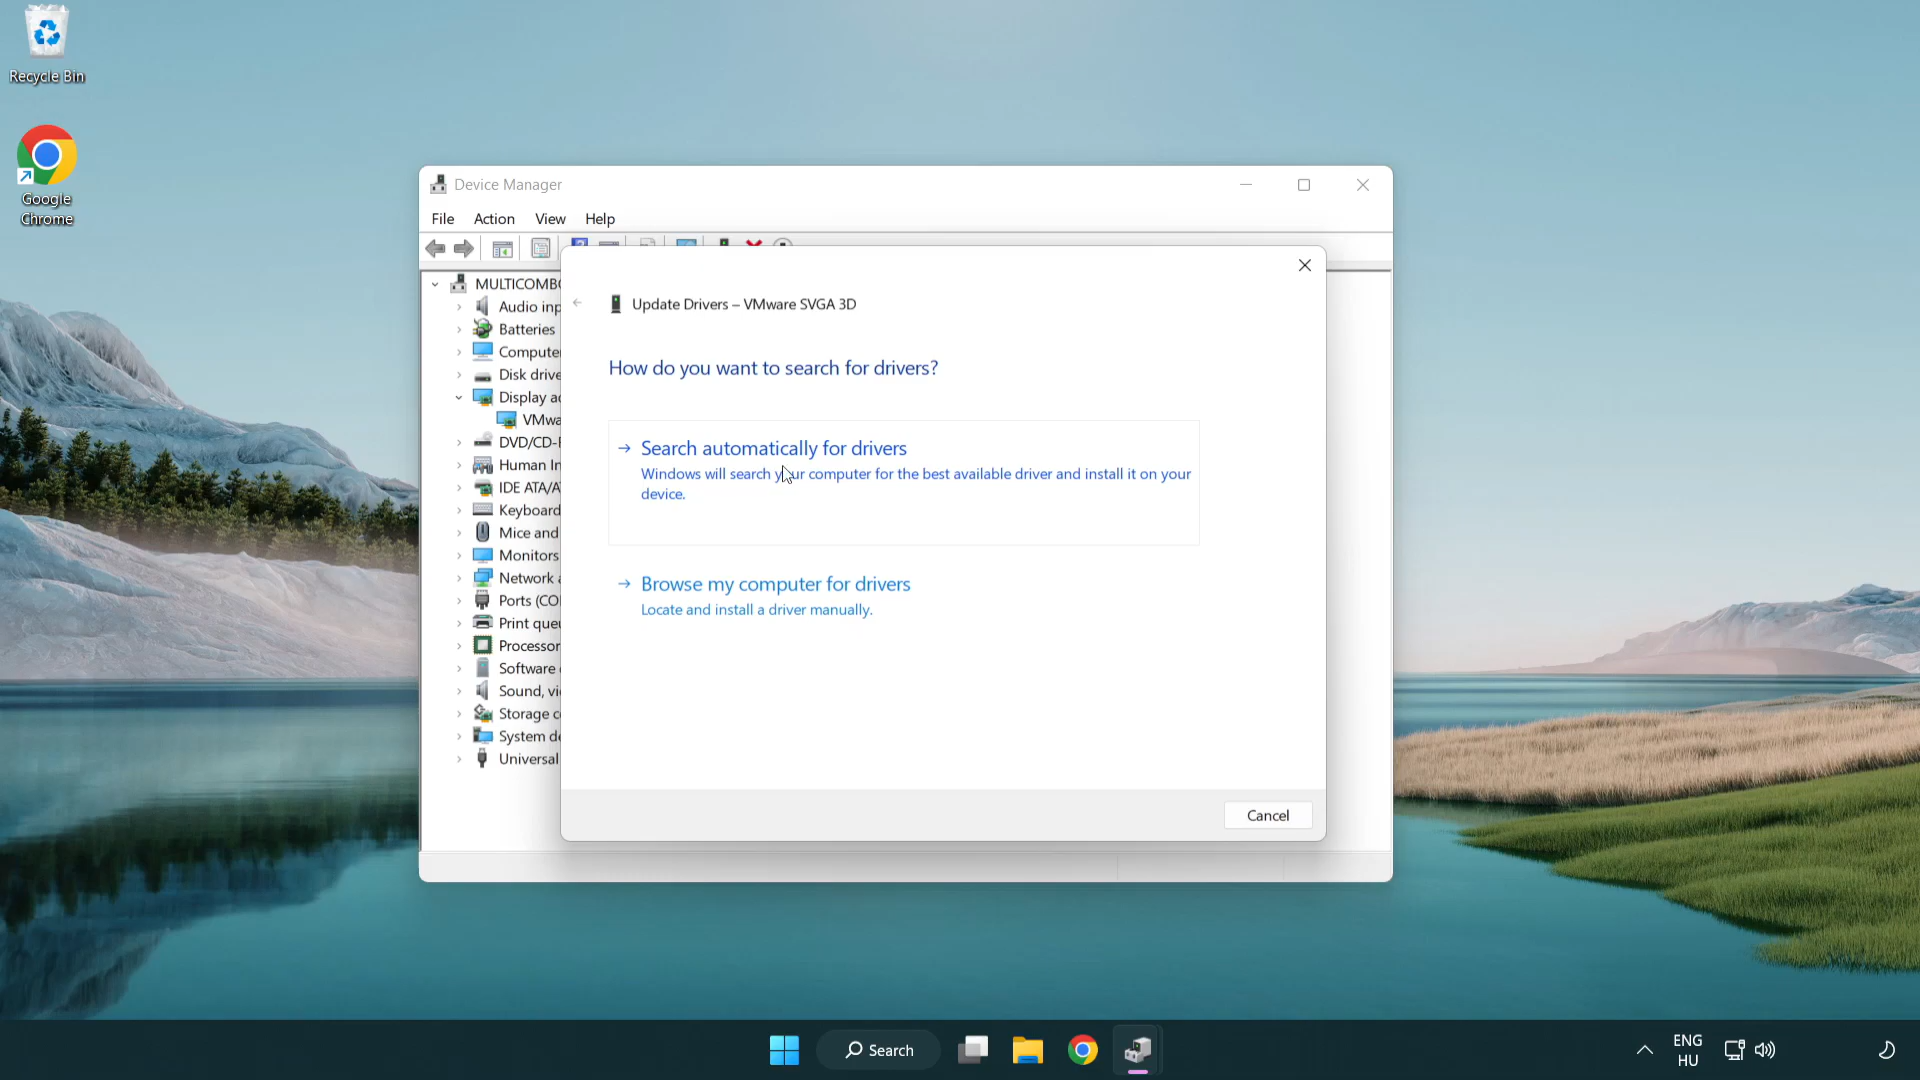 Recycle Bin
Google
Chrome
Device Manager
File Action View Help
MULTICOMBO
Audio inp
Batteries
Compute
Disk drive
Display a
VMwa
DVD/CD-
Human In
IDE ATA/A
Keyboard
Mice and
Monitors
Network a
Ports (CO
Print que
Processor
Software
Sound, vi
Storage c
System de
Universal
Update Drivers – VMware SVGA 3D
How do you want to search for drivers?
Search automatically for drivers
Windows will search your computer for the best available driver and install it on your
device.
Browse my computer for drivers
Locate and install a driver manually.
Cancel
Search
ENG
HU